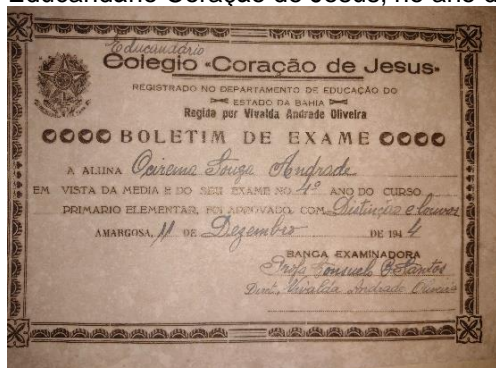 Educandário Coração de Jesus, no ano d
Educandário
Colegio «Coração de Jesus»
REGISTRADO NO DEPARTAMENTO DE EDUCAÇÃO DO
ESTADO DA BAHIA
Regida por Vivalda Andrade Oliveira
BOLETIM DE EXAME
A ALUNA Ocirema Souza Andrade
EM VISTA DA MEDIA E DO SEU EXAME NO 4º ANO DO CURSO
PRIMARIO ELEMENTAR, FOI APROVADO COM Distinção e louvor
AMARGOSA, 11 DE Dezembro DE 1944
BANCA EXAMINADORA
Profa Consuelo Santos
Diret. Vivalda Andrade Oliveira